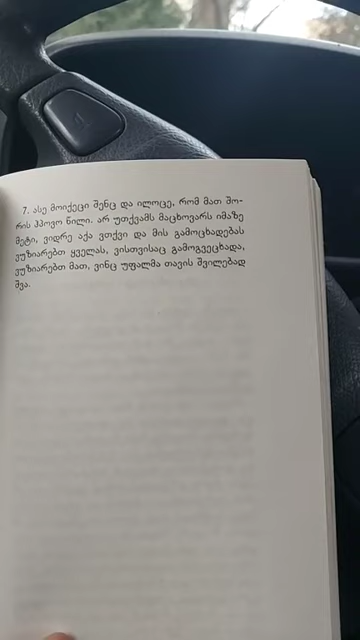 7. ასე მოიქეცი შენც და ილოცე, რომ მათ შო-
რის ჰპოვო წილი. არ უთქვამს მაცხოვარს იმაზე
მეტი, ვიდრე აქა ვთქვი და მის გამოცხადებას
ვუზიარებთ ყველას, ვისთვისაც გამოგვეცხადა,
ვუზიარებთ მათ, ვინც უფალმა თავის შვილებად
შვა.